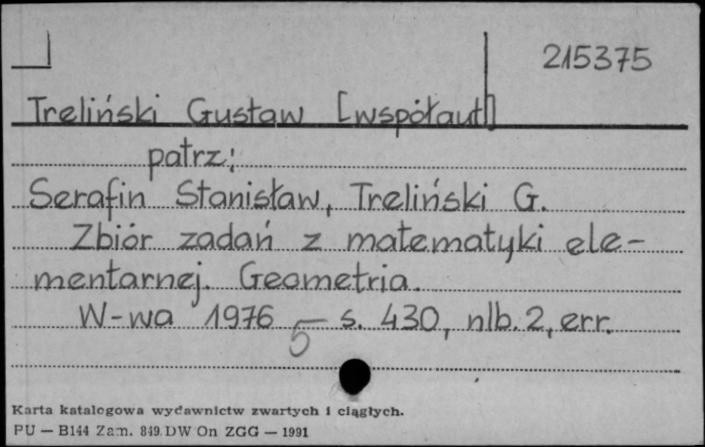 215375
Treliński Gustaw [współaut]
patrz:
Serafin Stanisław, Treliński G.
Zbiór zadań z matematyki ele-
mentarnej. Geometria.
W-wa 1976 s. 430, nlb. 2, err.
5
Karta katalogowa wydawnictw zwartych i ciągłych.
PU — B144 Zam. 849 DW On ZGG — 1991